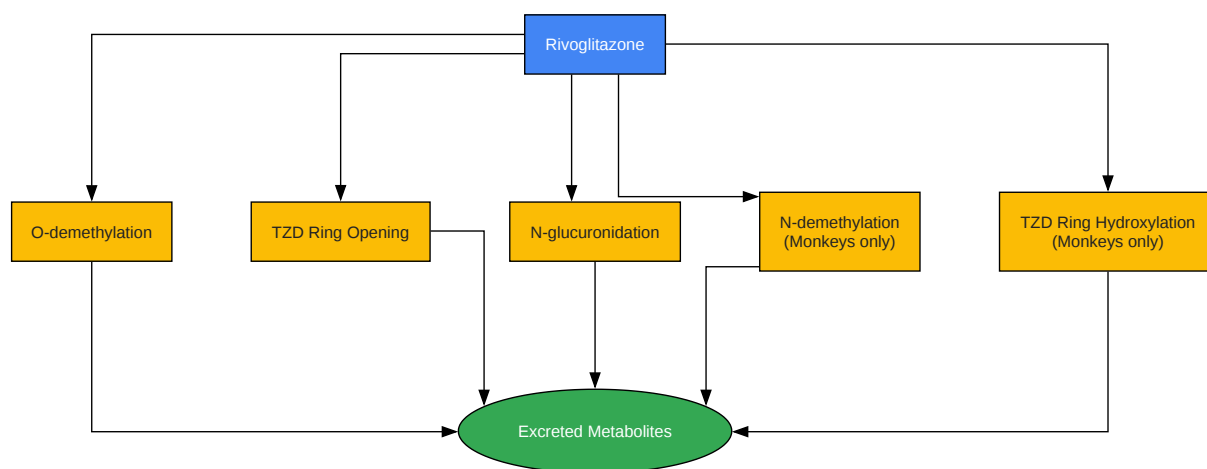 Rivoglitazone
O-demethylation
TZD Ring Opening
N-glucuronidation
N-demethylation
(Monkeys only)
TZD Ring Hydroxylation
(Monkeys only)
Excreted Metabolites